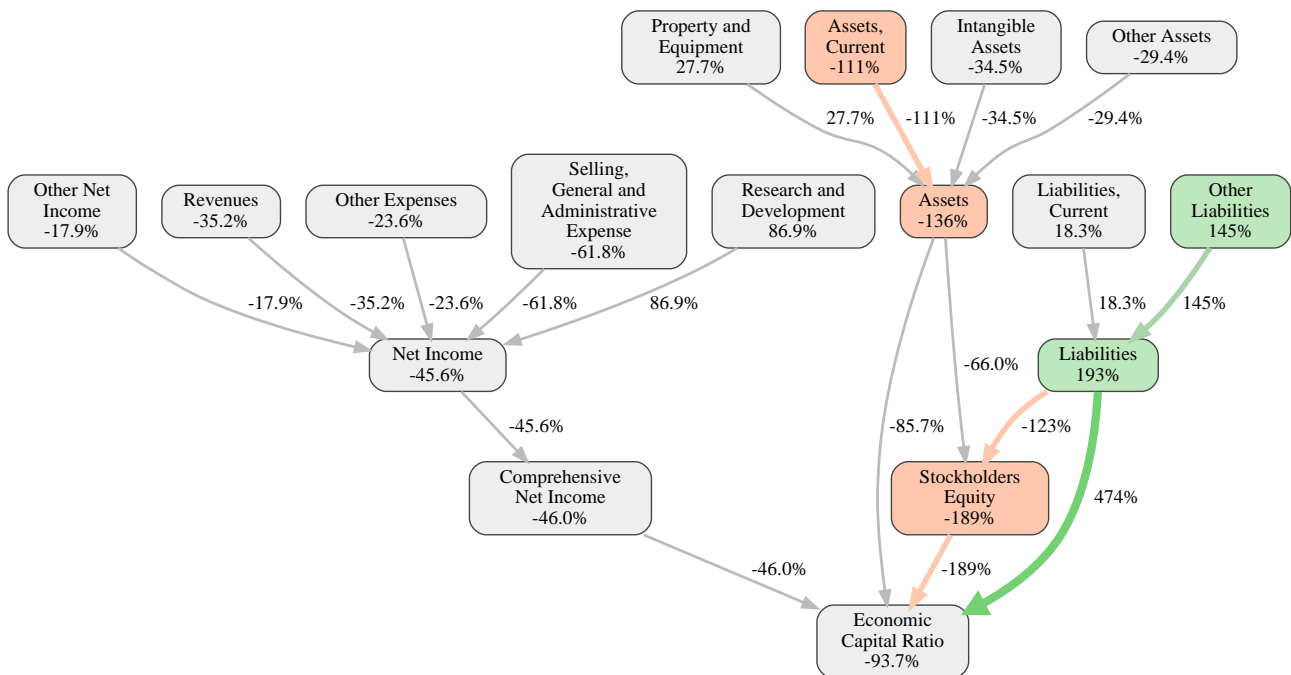 Property and
Equipment
27.7%
Assets,
Current
-111%
Intangible
Assets
-34.5%
Other Assets
-29.4%
27.7%
-111%
-34.5%
-29.4%
Other Net
Income
-17.9%
Revenues
-35.2%
Other Expenses
-23.6%
Selling,
General and
Administrative
Expense
-61.8%
Research and
Development
86.9%
Assets
-136%
Liabilities,
Current
18.3%
Other
Liabilities
145%
-17.9%
-35.2%
-23.6%
-61.8%
86.9%
18.3%
145%
Net Income
-45.6%
-66.0%
Liabilities
193%
-45.6%
-85.7%
-123%
Comprehensive
Net Income
-46.0%
Stockholders
Equity
-189%
474%
-46.0%
-189%
Economic
Capital Ratio
-93.7%